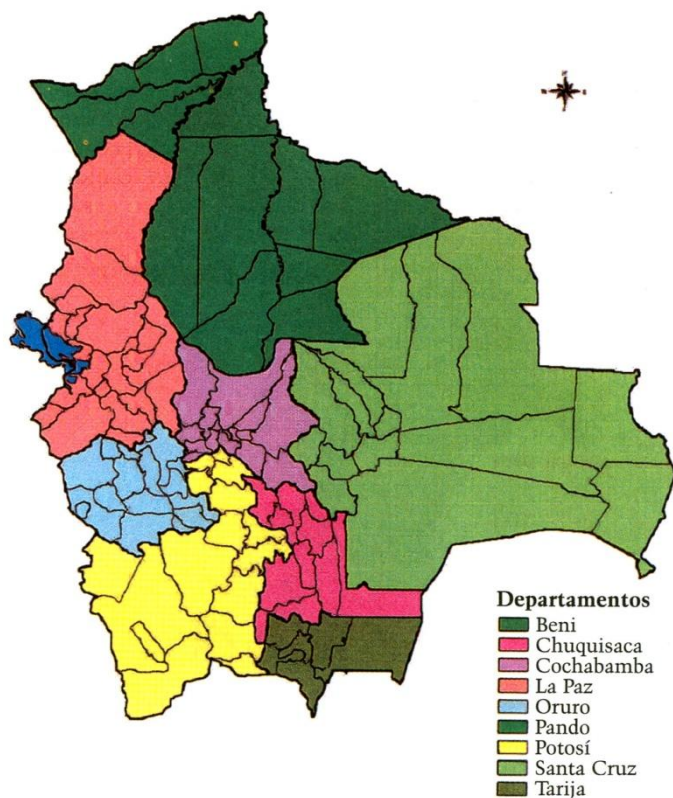 Departamentos
Beni
Chuquisaca
Cochabamba
La Paz
Oruro
Pando
Potosí
Santa Cruz
Tarija